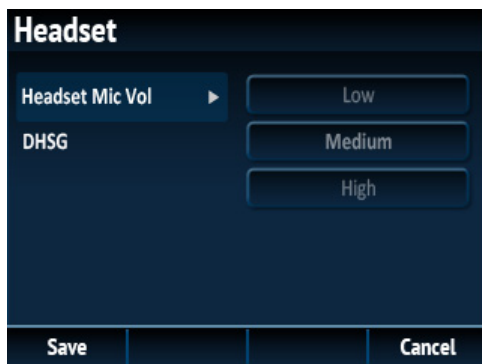 Headset
Headset Mic Vol
Low
DHSG
Medium
High
Save
Cancel